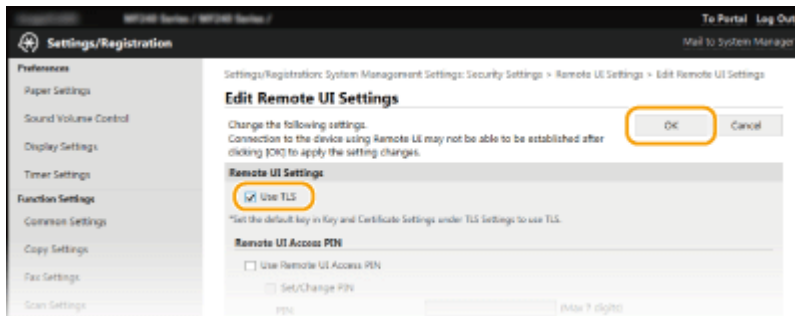 MF240 Series / MF240 Series /
To Portal Log Out
Settings/Registration
Mail to System Manager
Preferences
Paper Settings
Sound Volume Control
Display Settings
Timer Settings
Function Settings
Common Settings
Copy Settings
Fax Settings
Scan Settings
Settings/Registration: System Management Settings: Security Settings > Remote UI Settings > Edit Remote UI Settings
Edit Remote UI Settings
OK
Cancel
Change the following settings.
Connection to the device using Remote UI may not be able to be established after
clicking [OK] to apply the setting changes.
Remote UI Settings
Use TLS
*Set the default key in Key and Certificate Settings under TLS Settings to use TLS.
Remote UI Access PIN
Use Remote UI Access PIN
Set/Change PIN
PIN
(Max 7 digits)